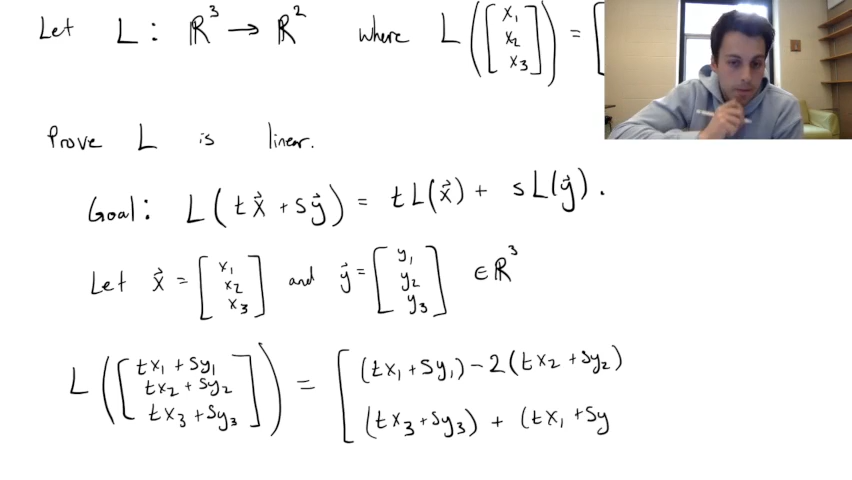 Let L : ℝ³ → ℝ² where L([x₁ x₂ x₃]) = [
Prove L is linear.
Goal: L(tx⃗ + sy⃗) = tL(x⃗) + sL(y⃗).
Let x⃗ = [x₁ x₂ x₃] and y⃗ = [y₁ y₂ y₃] ∈ ℝ³
L([tx₁ + sy₁ tx₂ + sy₂ tx₃ + sy₃]) = [(tx₁ + sy₁) - 2(tx₂ + sy₂)
(tx₃ + sy₃) + (tx₁ + sy